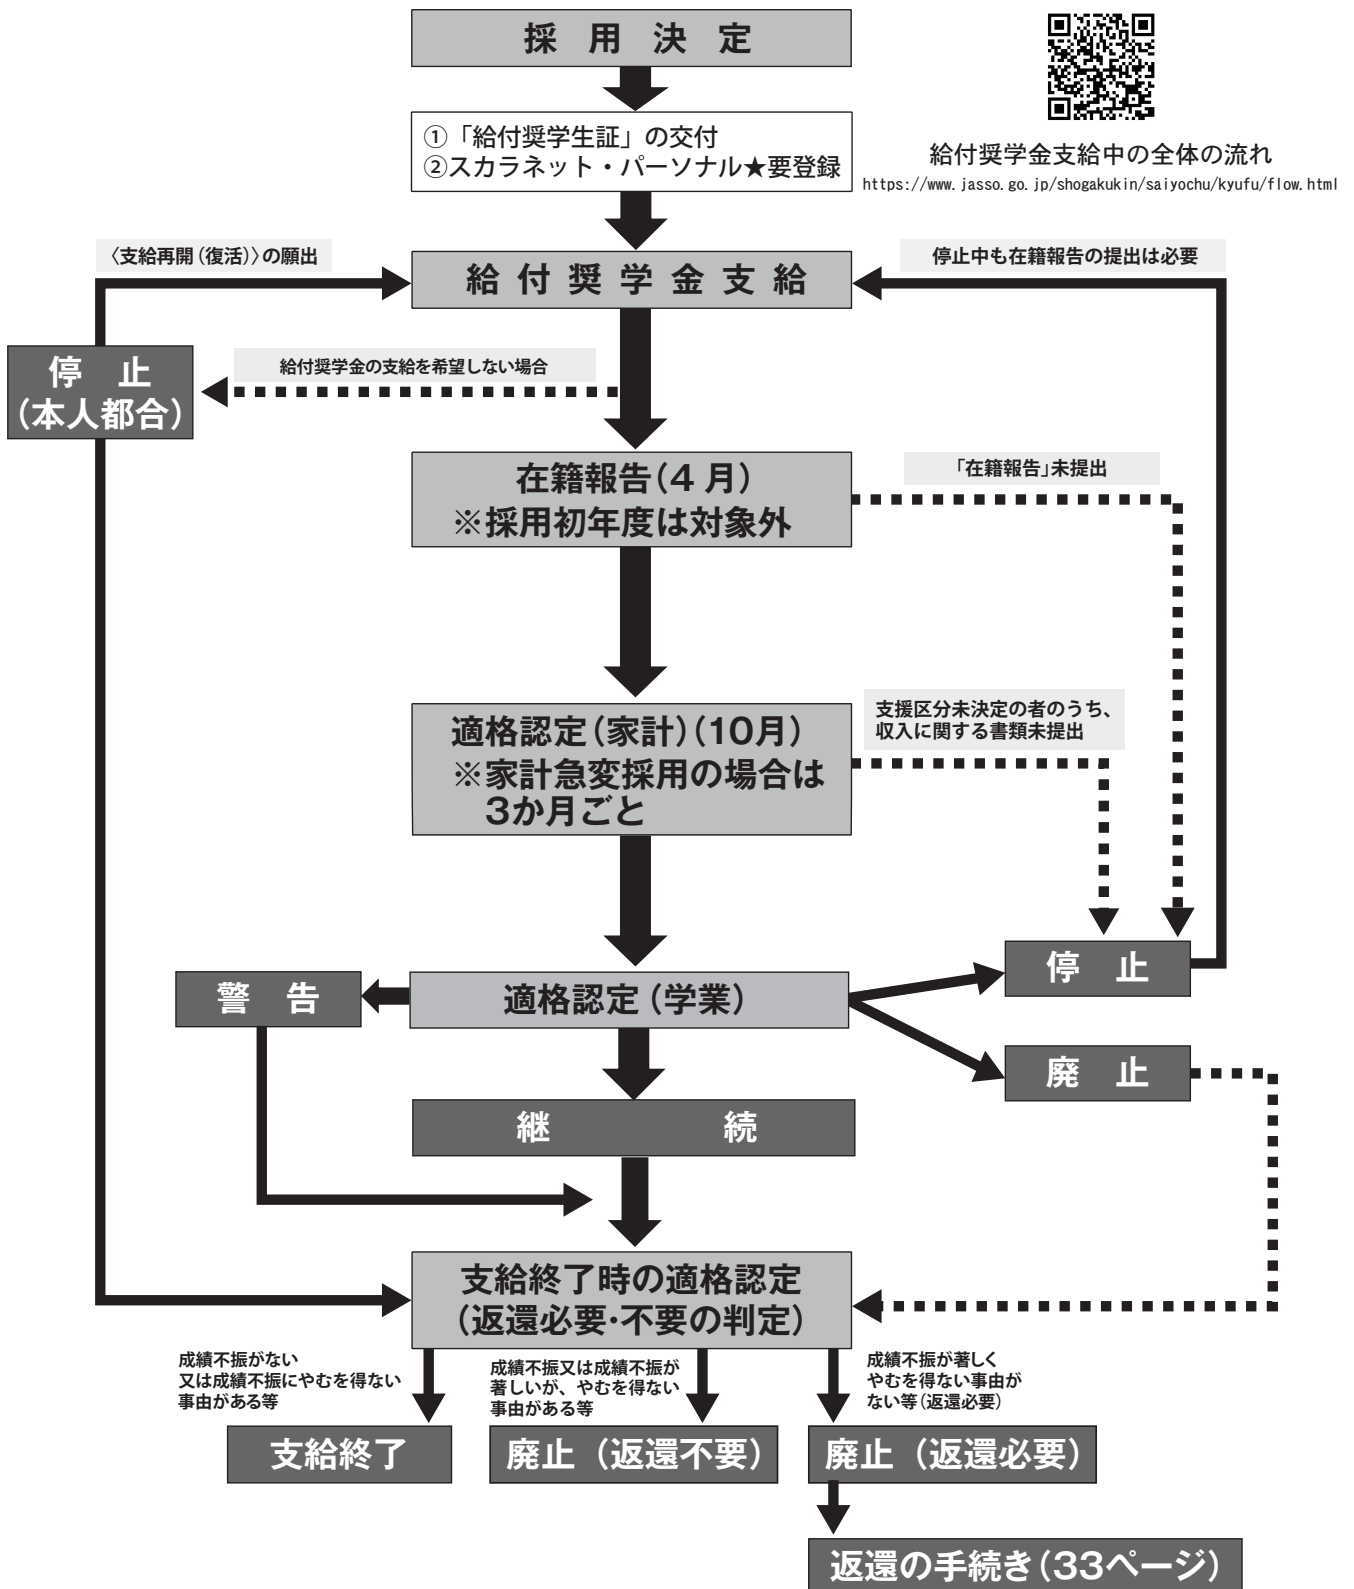 採用決定
①「給付奨学生証」の交付
②スカラネット・パーソナル★要登録
給付奨学金支給中の全体の流れ
https://www.jasso.go.jp/shogakukin/saiyochu/kyufu/flow.html
〈支給再開(復活)〉の願出
給付奨学金支給
停止中も在籍報告の提出は必要
停止
(本人都合)
給付奨学金の支給を希望しない場合
在籍報告(4月)
※採用初年度は対象外
「在籍報告」未提出
適格認定(家計)(10月)
※家計急変採用の場合は
3か月ごと
支援区分未決定の者のうち、
収入に関する書類未提出
警告
適格認定(学業)
停止
廃止
継続
支給終了時の適格認定
(返還必要・不要の判定)
成績不振がない
又は成績不振にやむを得ない
事由がある等
成績不振又は成績不振が
著しいが、やむを得ない
事由がある等
成績不振が著しく
やむを得ない事由が
ない等(返還必要)
支給終了
廃止(返還不要)
廃止(返還必要)
返還の手続き(33ページ)